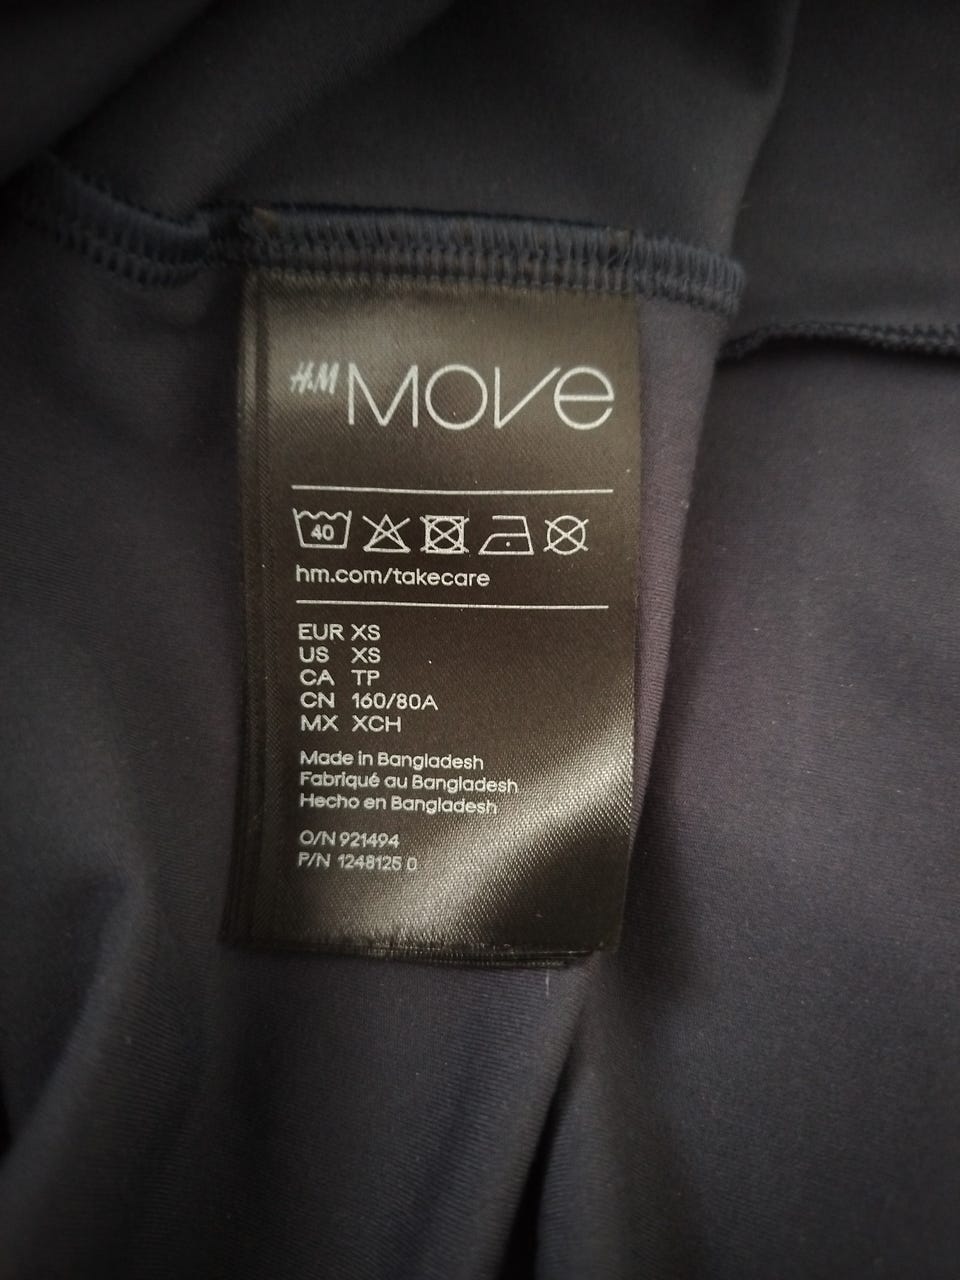 H&M MOVE
40
hm.com/takecare
EUR XS
US XS
CA TP
CN 160/80A
MX XCH
Made in Bangladesh
Fabriqué au Bangladesh
Hecho en Bangladesh
O/N 921494
P/N 1248125 0